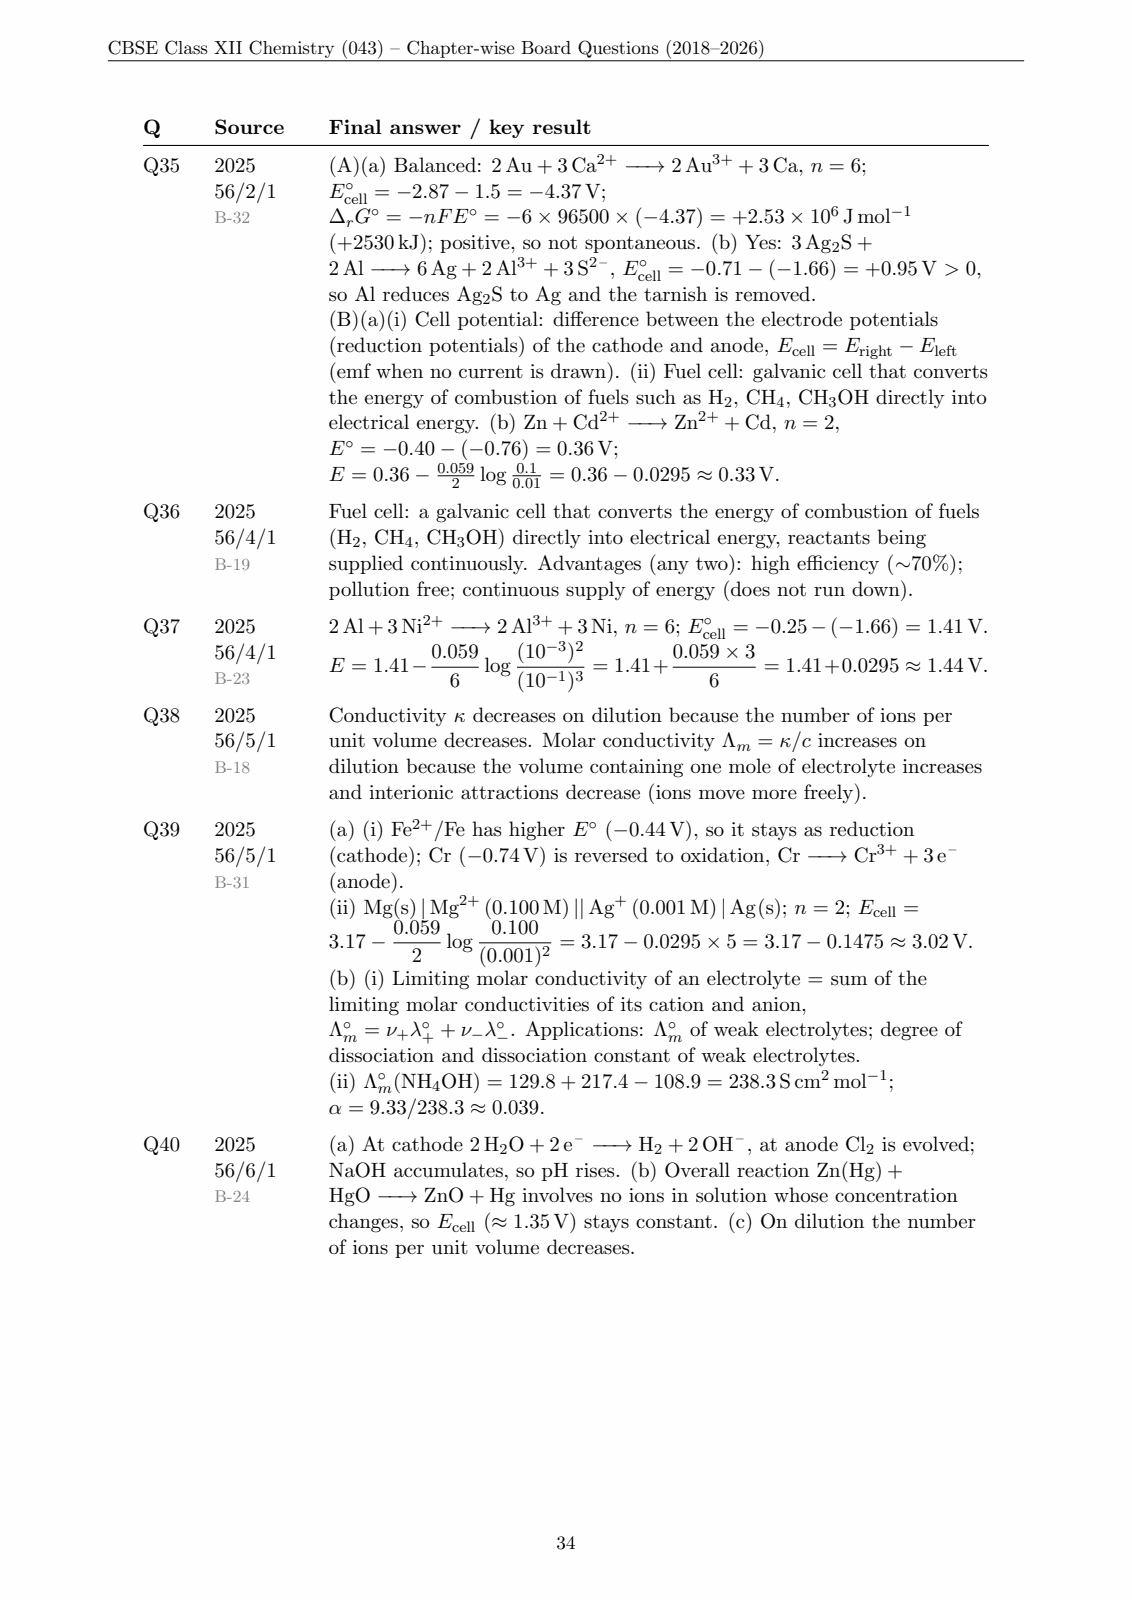 CBSE Class XII Chemistry (043) – Chapter-wise Board Questions (2018–2026)
Q Source Final answer / key result
Q35 2025 (A)(a) Balanced: 2 Au + 3 Ca²⁺ ⟶ 2 Au³⁺ + 3 Ca, n = 6;
56/2/1 E°cell = −2.87 − 1.5 = −4.37 V;
B-32 ΔᵣG° = −nFE° = −6 × 96500 × (−4.37) = +2.53 × 10⁶ J mol⁻¹
(+2530 kJ); positive, so not spontaneous. (b) Yes: 3 Ag₂S +
2 Al ⟶ 6 Ag + 2 Al³⁺ + 3 S²⁻, E°cell = −0.71 − (−1.66) = +0.95 V > 0,
so Al reduces Ag₂S to Ag and the tarnish is removed.
(B)(a)(i) Cell potential: difference between the electrode potentials
(reduction potentials) of the cathode and anode, Ecell = Eright − Eleft
(emf when no current is drawn). (ii) Fuel cell: galvanic cell that converts
the energy of combustion of fuels such as H₂, CH₄, CH₃OH directly into
electrical energy. (b) Zn + Cd²⁺ ⟶ Zn²⁺ + Cd, n = 2,
E° = −0.40 − (−0.76) = 0.36 V;
E = 0.36 − 0.059/2 log 0.1/0.01 = 0.36 − 0.0295 ≈ 0.33 V.
Q36 2025 Fuel cell: a galvanic cell that converts the energy of combustion of fuels
56/4/1 (H₂, CH₄, CH₃OH) directly into electrical energy, reactants being
B-19 supplied continuously. Advantages (any two): high efficiency (∼70%);
pollution free; continuous supply of energy (does not run down).
Q37 2025 2 Al + 3 Ni²⁺ ⟶ 2 Al³⁺ + 3 Ni, n = 6; E°cell = −0.25 − (−1.66) = 1.41 V.
56/4/1 E = 1.41 − 0.059/6 log (10⁻³)²/(10⁻¹)³ = 1.41 + 0.059 × 3/6 = 1.41+0.0295 ≈ 1.44 V.
B-23
Q38 2025 Conductivity κ decreases on dilution because the number of ions per
56/5/1 unit volume decreases. Molar conductivity Λₘ = κ/c increases on
B-18 dilution because the volume containing one mole of electrolyte increases
and interionic attractions decrease (ions move more freely).
Q39 2025 (a) (i) Fe²⁺/Fe has higher E° (−0.44 V), so it stays as reduction
56/5/1 (cathode); Cr (−0.74 V) is reversed to oxidation, Cr ⟶ Cr³⁺ + 3 e⁻
B-31 (anode).
(ii) Mg(s) | Mg²⁺ (0.100 M) || Ag⁺ (0.001 M) | Ag(s); n = 2; Ecell =
3.17 − 0.059/2 log 0.100/(0.001)² = 3.17 − 0.0295 × 5 = 3.17 − 0.1475 ≈ 3.02 V.
(b) (i) Limiting molar conductivity of an electrolyte = sum of the
limiting molar conductivities of its cation and anion,
Λ°ₘ = ν₊λ°₊ + ν₋λ°₋. Applications: Λ°ₘ of weak electrolytes; degree of
dissociation and dissociation constant of weak electrolytes.
(ii) Λ°ₘ(NH₄OH) = 129.8 + 217.4 − 108.9 = 238.3 S cm² mol⁻¹;
α = 9.33/238.3 ≈ 0.039.
Q40 2025 (a) At cathode 2 H₂O + 2 e⁻ ⟶ H₂ + 2 OH⁻, at anode Cl₂ is evolved;
56/6/1 NaOH accumulates, so pH rises. (b) Overall reaction Zn(Hg) +
B-24 HgO ⟶ ZnO + Hg involves no ions in solution whose concentration
changes, so Ecell (≈ 1.35 V) stays constant. (c) On dilution the number
of ions per unit volume decreases.
34